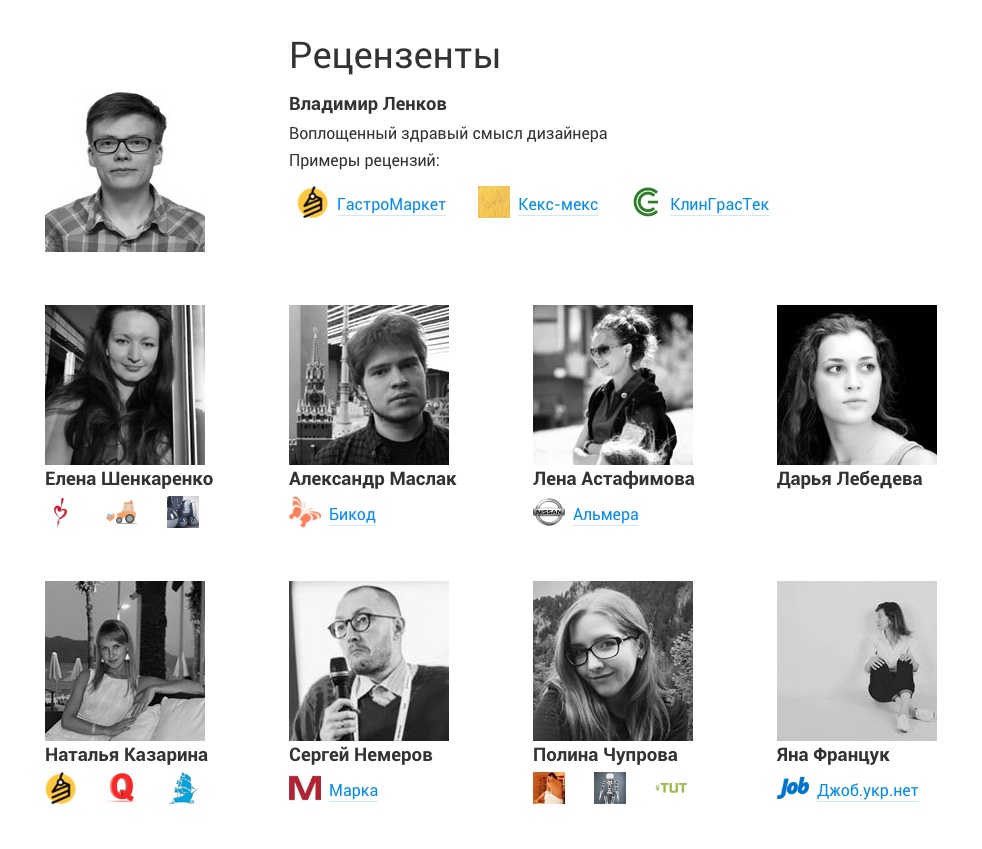 Рецензенты
Владимир Ленков
Воплощенный здравый смысл дизайнера
Примеры рецензий:
ГастроМаркет Кекс-мекс КлинГрасТек
Елена Шенкаренко Александр Маслак Лена Астафимова Дарья Лебедева
Бикод NISSAN Альмера
Наталья Казарина Сергей Немеров Полина Чупрова Яна Францук
Q М Марка TUT Job Джоб.укр.нет